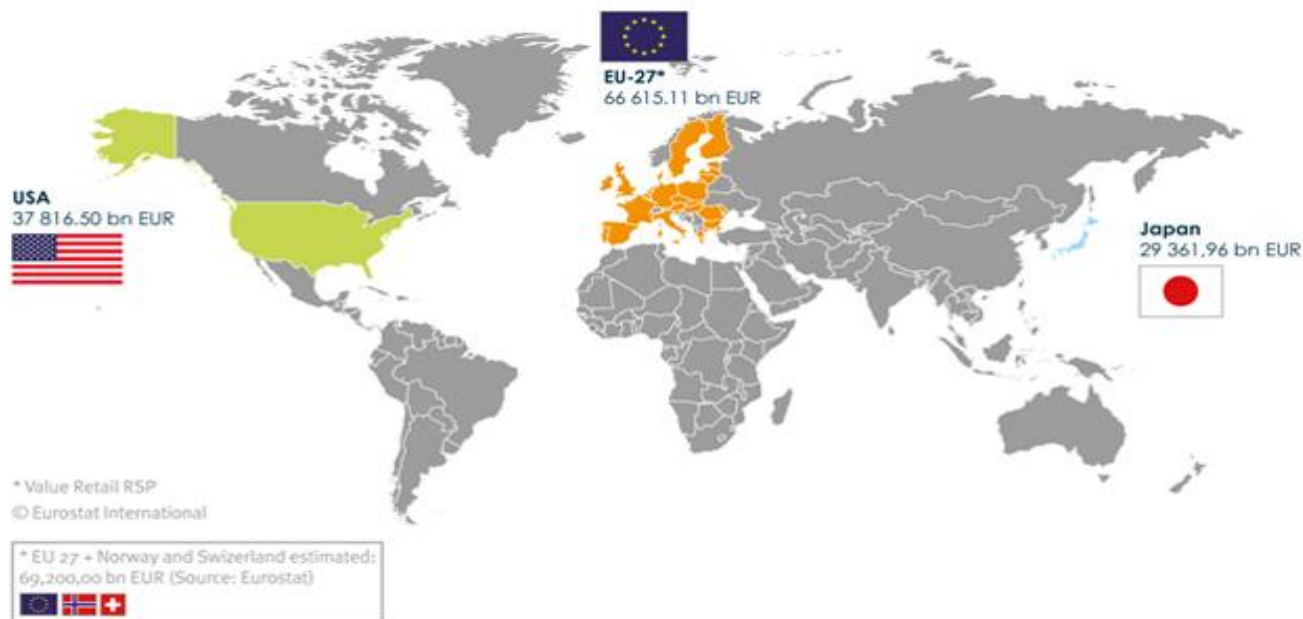 EU-27*
66 615.11 bn EUR
USA
37 816.50 bn EUR
Japan
29 361,96 bn EUR
* Value Retail RSP
© Eurostat International
* EU 27 + Norway and Swizerland estimated:
69,200,00 bn EUR (Source: Eurostat)